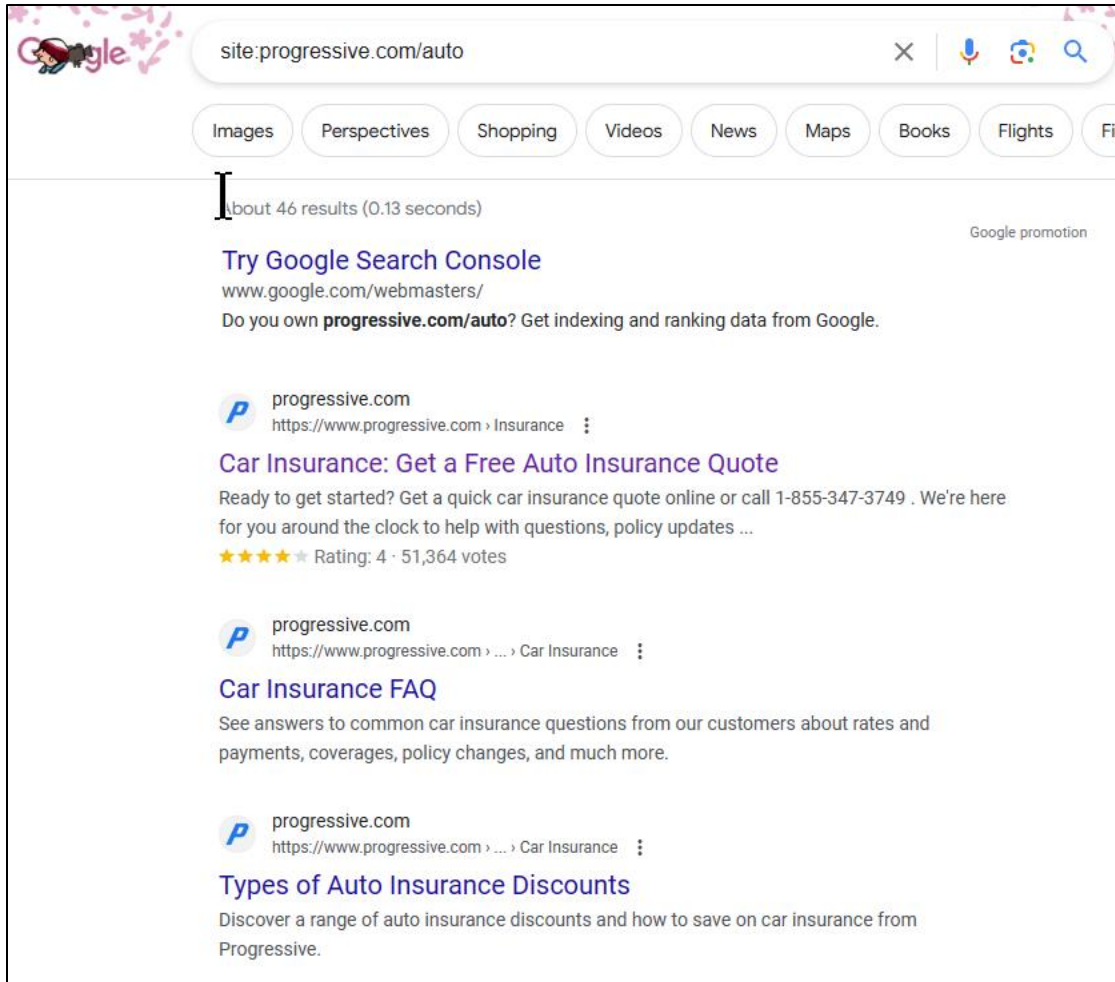 Google
site:progressive.com/auto
Images Perspectives Shopping Videos News Maps Books Flights Fi
About 46 results (0.13 seconds)
Google promotion
Try Google Search Console
www.google.com/webmasters/
Do you own progressive.com/auto? Get indexing and ranking data from Google.
P progressive.com
https://www.progressive.com › Insurance
Car Insurance: Get a Free Auto Insurance Quote
Ready to get started? Get a quick car insurance quote online or call 1-855-347-3749 . We're here
for you around the clock to help with questions, policy updates ...
Rating: 4 · 51,364 votes
P progressive.com
https://www.progressive.com › ... › Car Insurance
Car Insurance FAQ
See answers to common car insurance questions from our customers about rates and
payments, coverages, policy changes, and much more.
P progressive.com
https://www.progressive.com › ... › Car Insurance
Types of Auto Insurance Discounts
Discover a range of auto insurance discounts and how to save on car insurance from
Progressive.